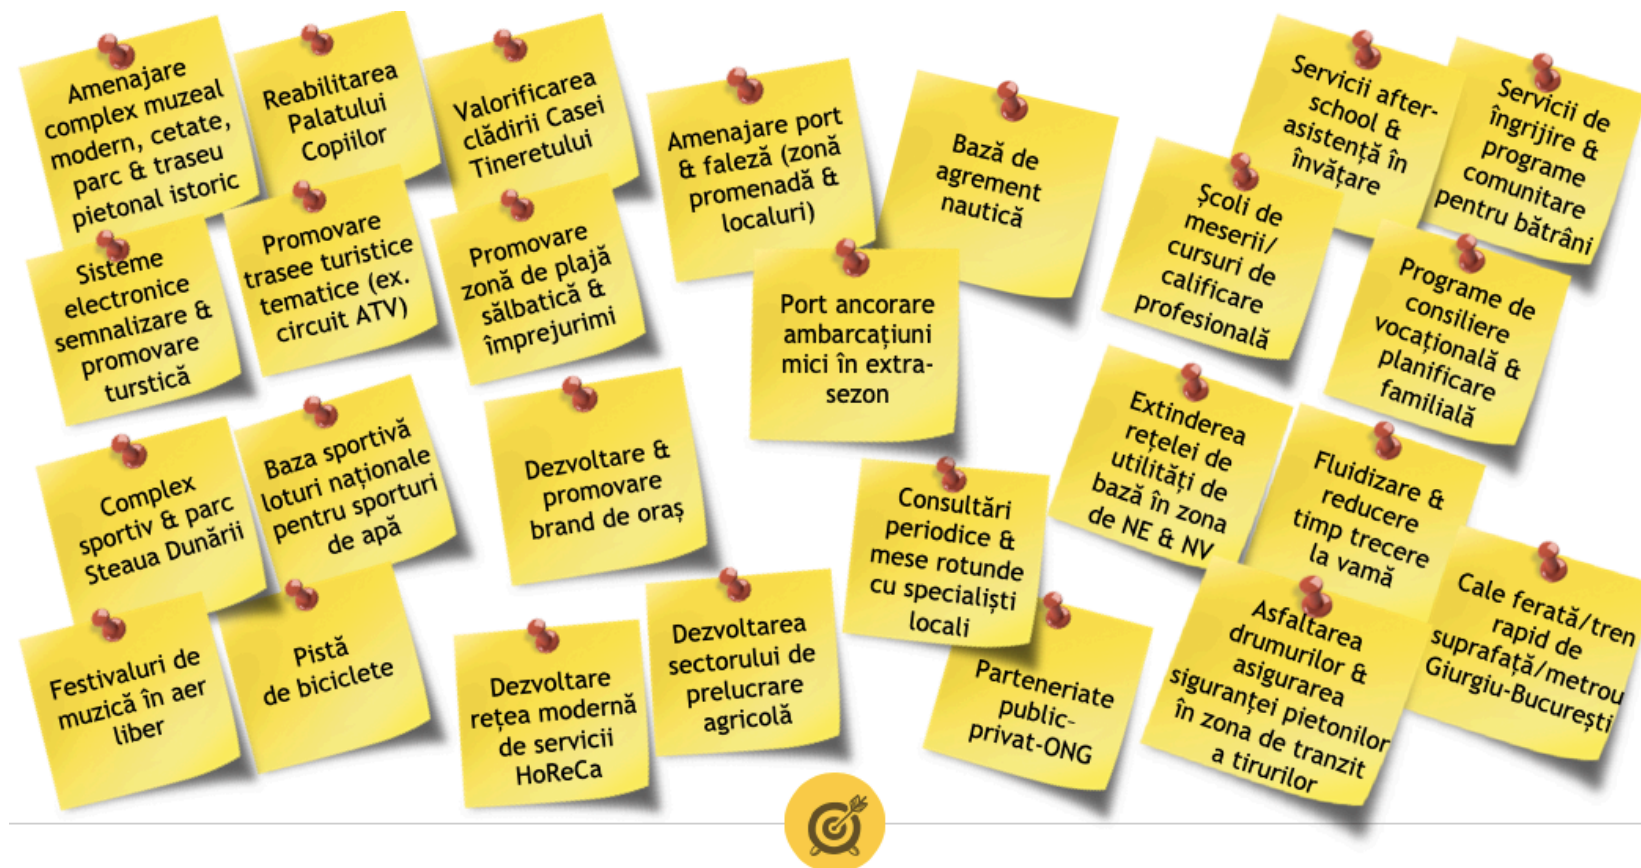 Amenajare
complex muzeal
modern, cetate,
parc & traseu
pietonal istoric
Reabilitarea
Palatului
Copiilor
Valorificarea
clădirii Casei
Tineretului
Amenajare port
& faleză (zonă
promenadă &
localuri)
Bază de
agrement
nautică
Servicii after-
school &
asistență în
învățare
Servicii de
îngrijire &
programe
comunitare
pentru bătrâni
Sisteme
electronice
semnalizare &
promovare
turstică
Promovare
trasee turistice
tematice (ex.
circuit ATV)
Promovare
zonă de plajă
sălbatică &
împrejurimi
Port ancorare
ambarcațiuni
mici în extra-
sezon
Școli de
meserii/
cursuri de
calificare
profesională
Programe de
consiliere
vocațională &
planificare
familială
Complex
sportiv & parc
Steaua Dunării
Baza sportivă
loturi naționale
pentru sporturi
de apă
Dezvoltare &
promovare
brand de oraș
Consultări
periodice &
mese rotunde
cu specialiști
locali
Extinderea
rețelei de
utilități de
bază în zona
de NE & NV
Fluidizare &
reducere
timp trecere
la vamă
Cale ferată/tren
rapid de
suprafață/metrou
Giurgiu-București
Festivaluri de
muzică în aer
liber
Pistă
de biciclete
Dezvoltare
rețea modernă
de servicii
HoReCa
Dezvoltarea
sectorului de
prelucrare
agricolă
Parteneriate
public-
privat-ONG
Asfaltarea
drumurilor &
asigurarea
siguranței pietonilor
în zona de tranzit
a tirurilor